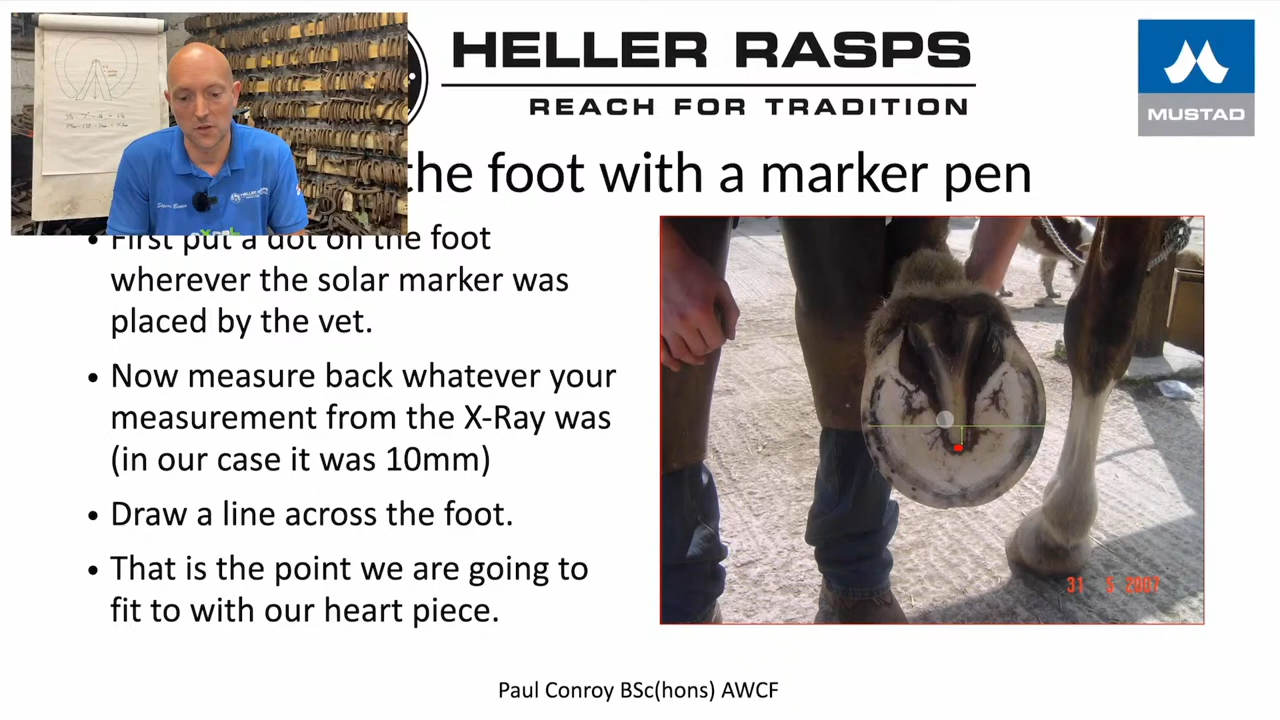 HELLER RASPS
REACH FOR TRADITION
MUSTAD
the foot with a marker pen
• First put a dot on the foot
wherever the solar marker was
placed by the vet.
• Now measure back whatever your
measurement from the X-Ray was
(in our case it was 10mm)
• Draw a line across the foot.
• That is the point we are going to
fit to with our heart piece.
31 5 2007
Paul Conroy BSc(hons) AWCF
HELLER RASPS